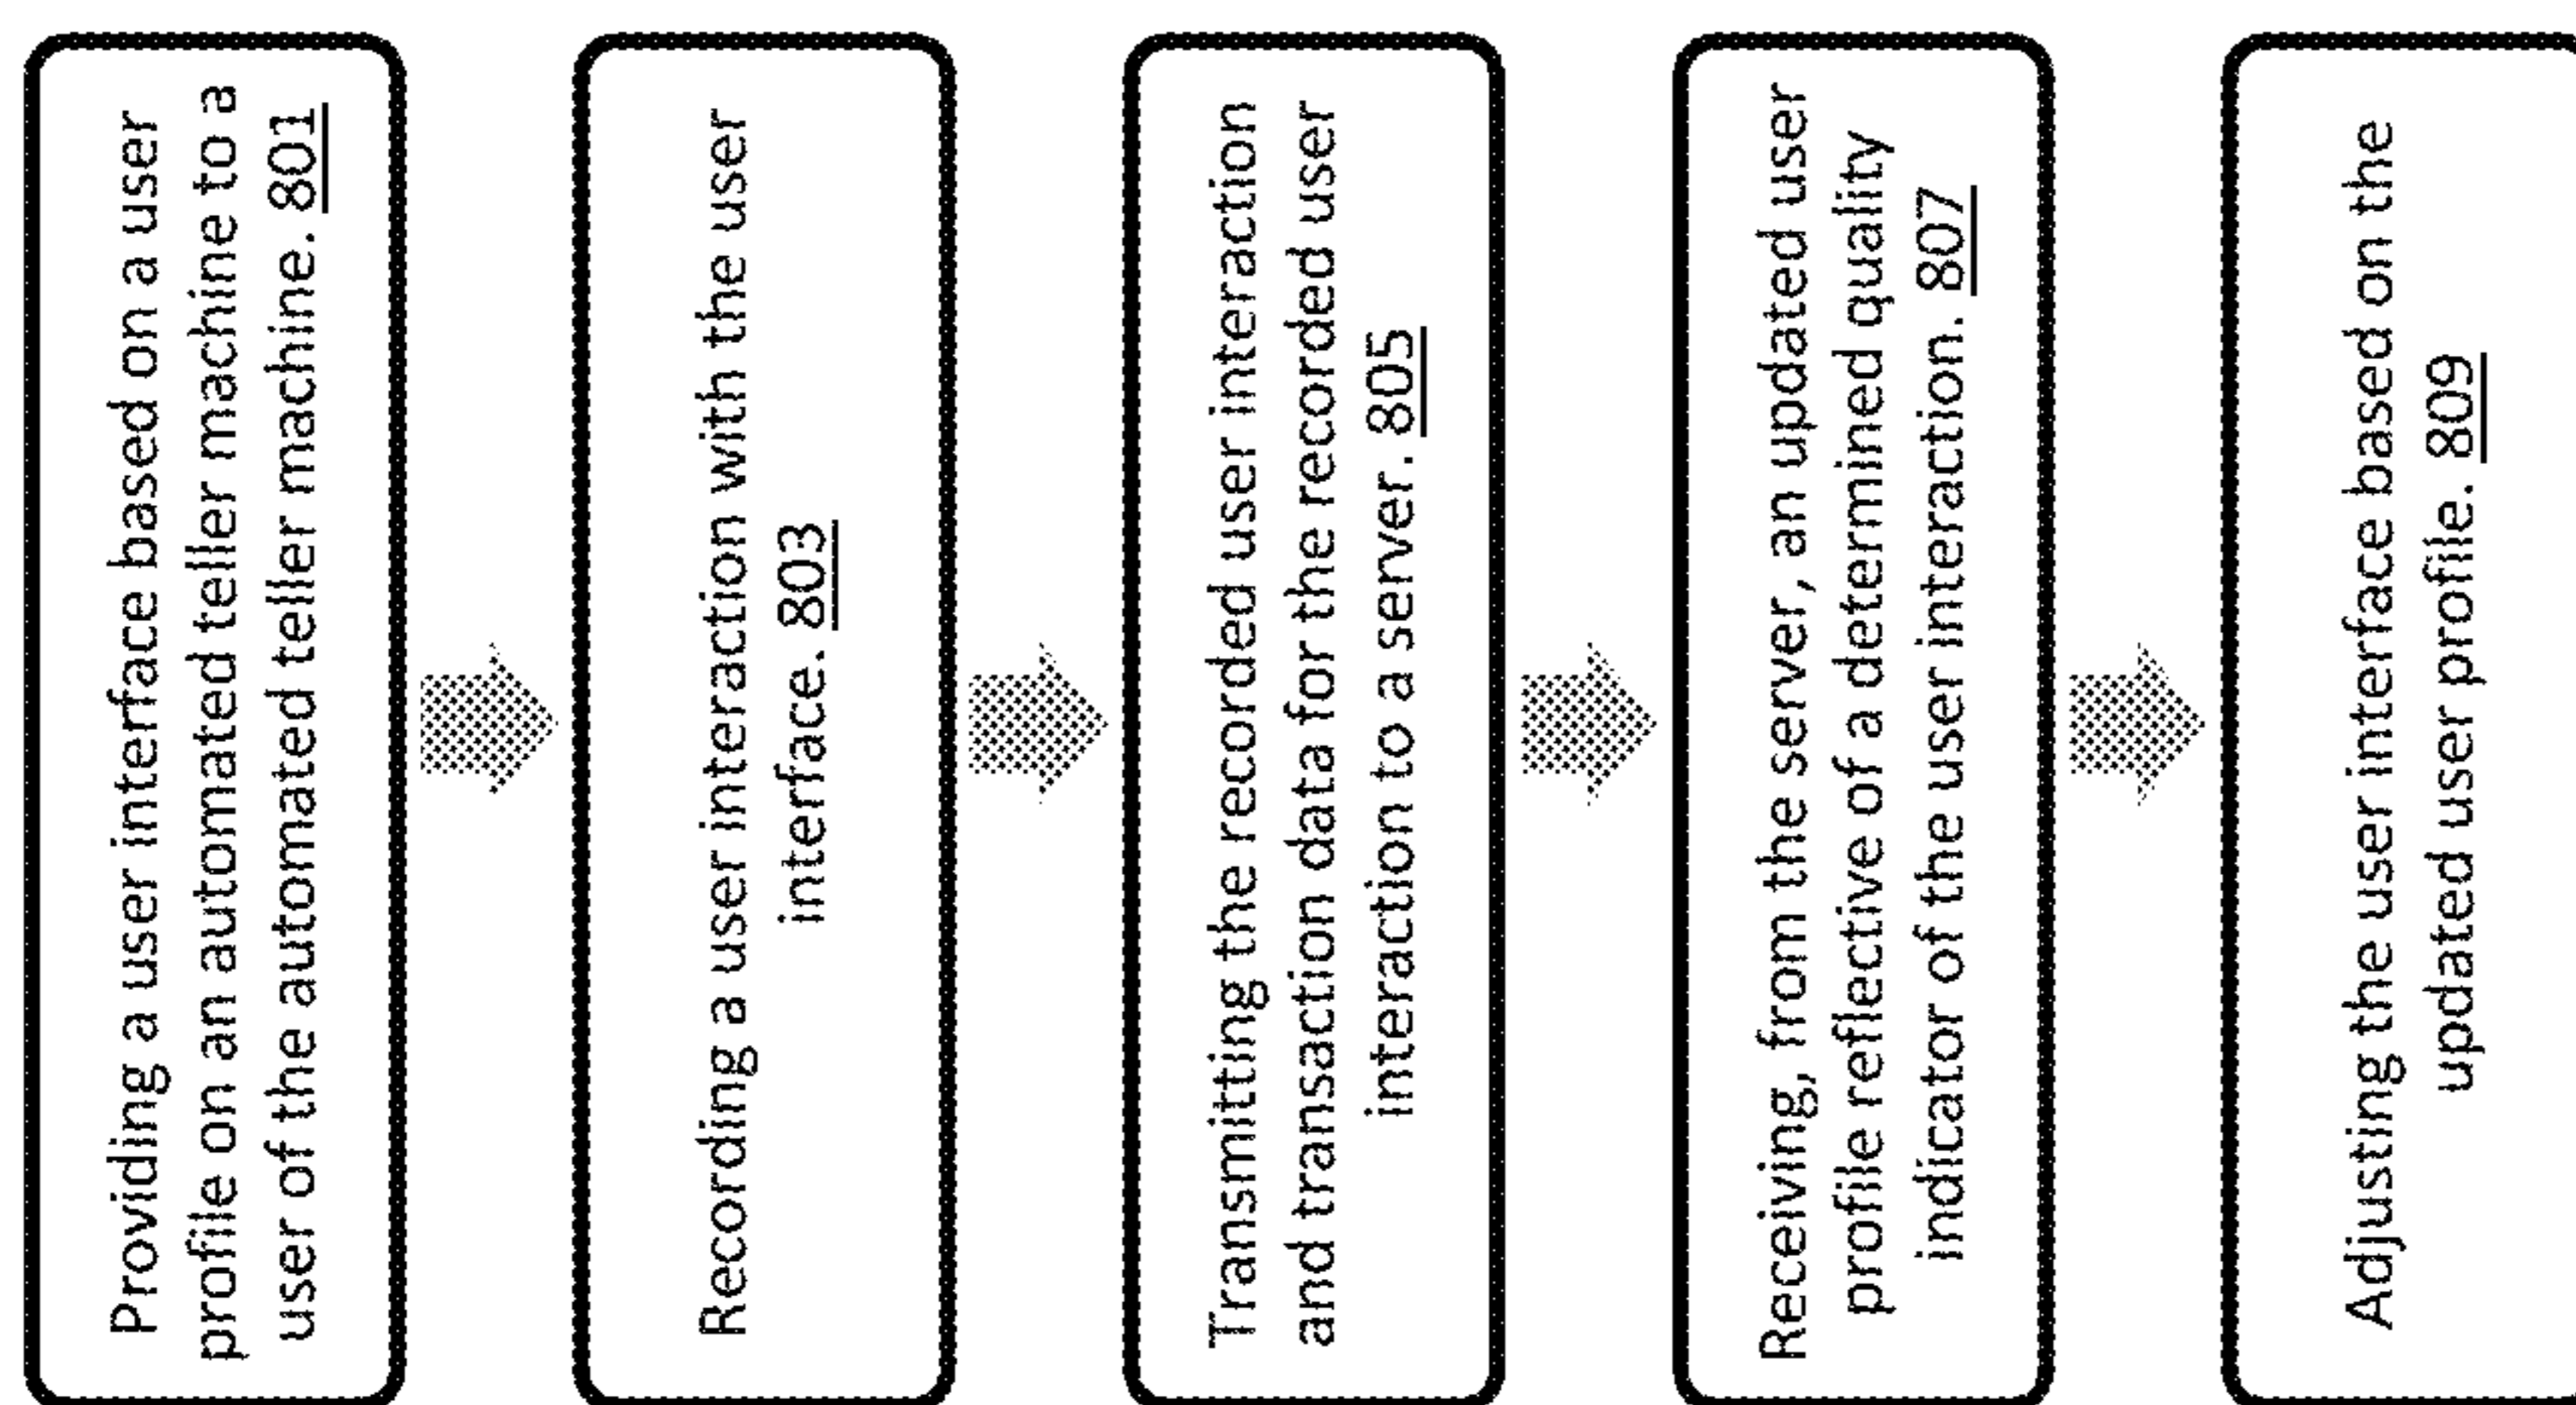 Providing a user interface based on a user
profile on an automated teller machine to a
user of the automated teller machine. 801
Recording a user interaction with the user
interface. 803
Transmitting the recorded user interaction
and transaction data for the recorded user
interaction to a server. 805
Receiving, from the server, an updated user
profile reflective of a determined quality
indicator of the user interaction. 807
Adjusting the user interface based on the
updated user profile. 809